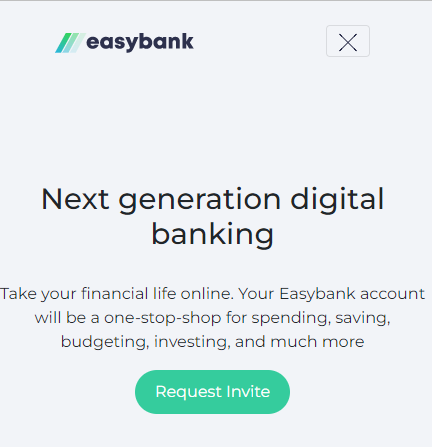 easybank
Next generation digital
banking
Take your financial life online. Your Easybank account
will be a one-stop-shop for spending, saving,
budgeting, investing, and much more
Request Invite